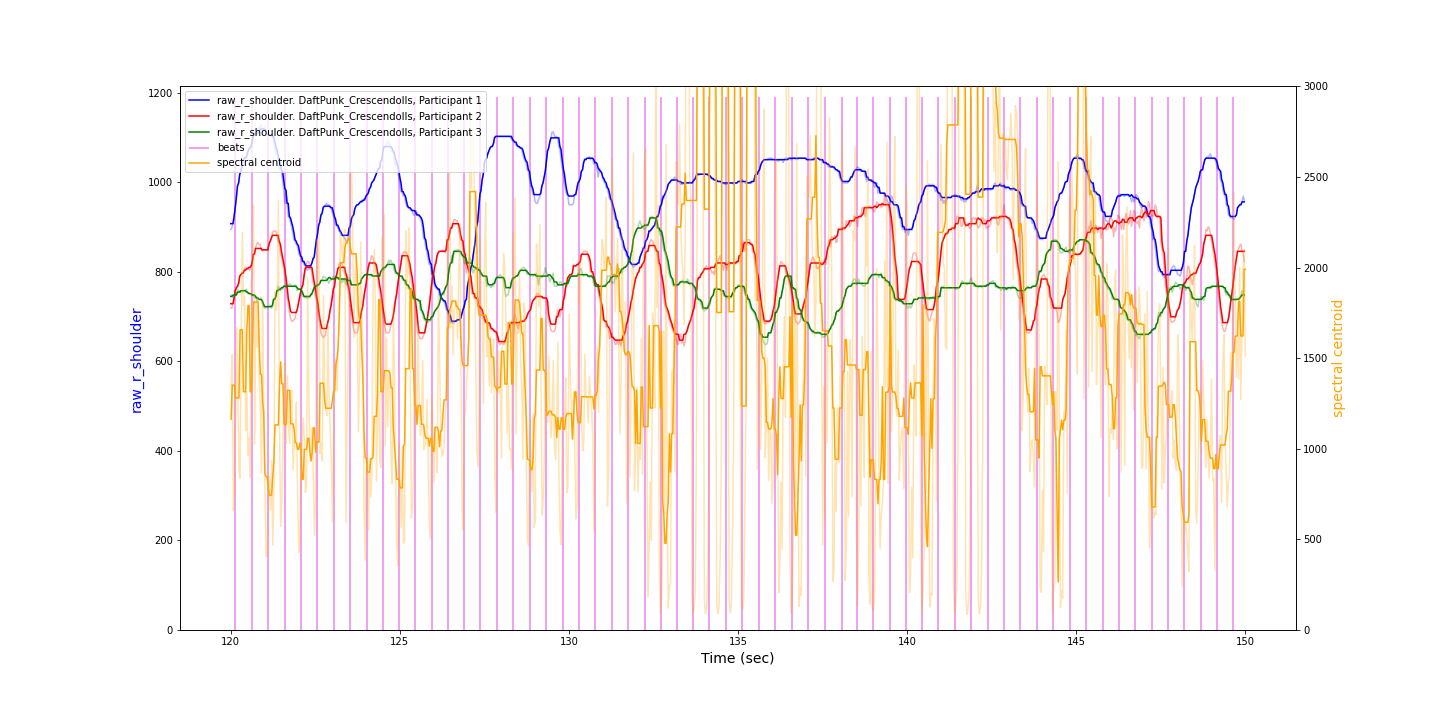 raw_r_shoulder. DaftPunk_Crescendolls, Participant 1
raw_r_shoulder. DaftPunk_Crescendolls, Participant 2
raw_r_shoulder. DaftPunk_Crescendolls, Participant 3
beats
spectral centroid
raw_r_shoulder
1200
1000
800
600
400
200
0
120
125
130
135
140
145
150
Time (sec)
3000
2500
2000
1500
1000
500
0
spectral centroid